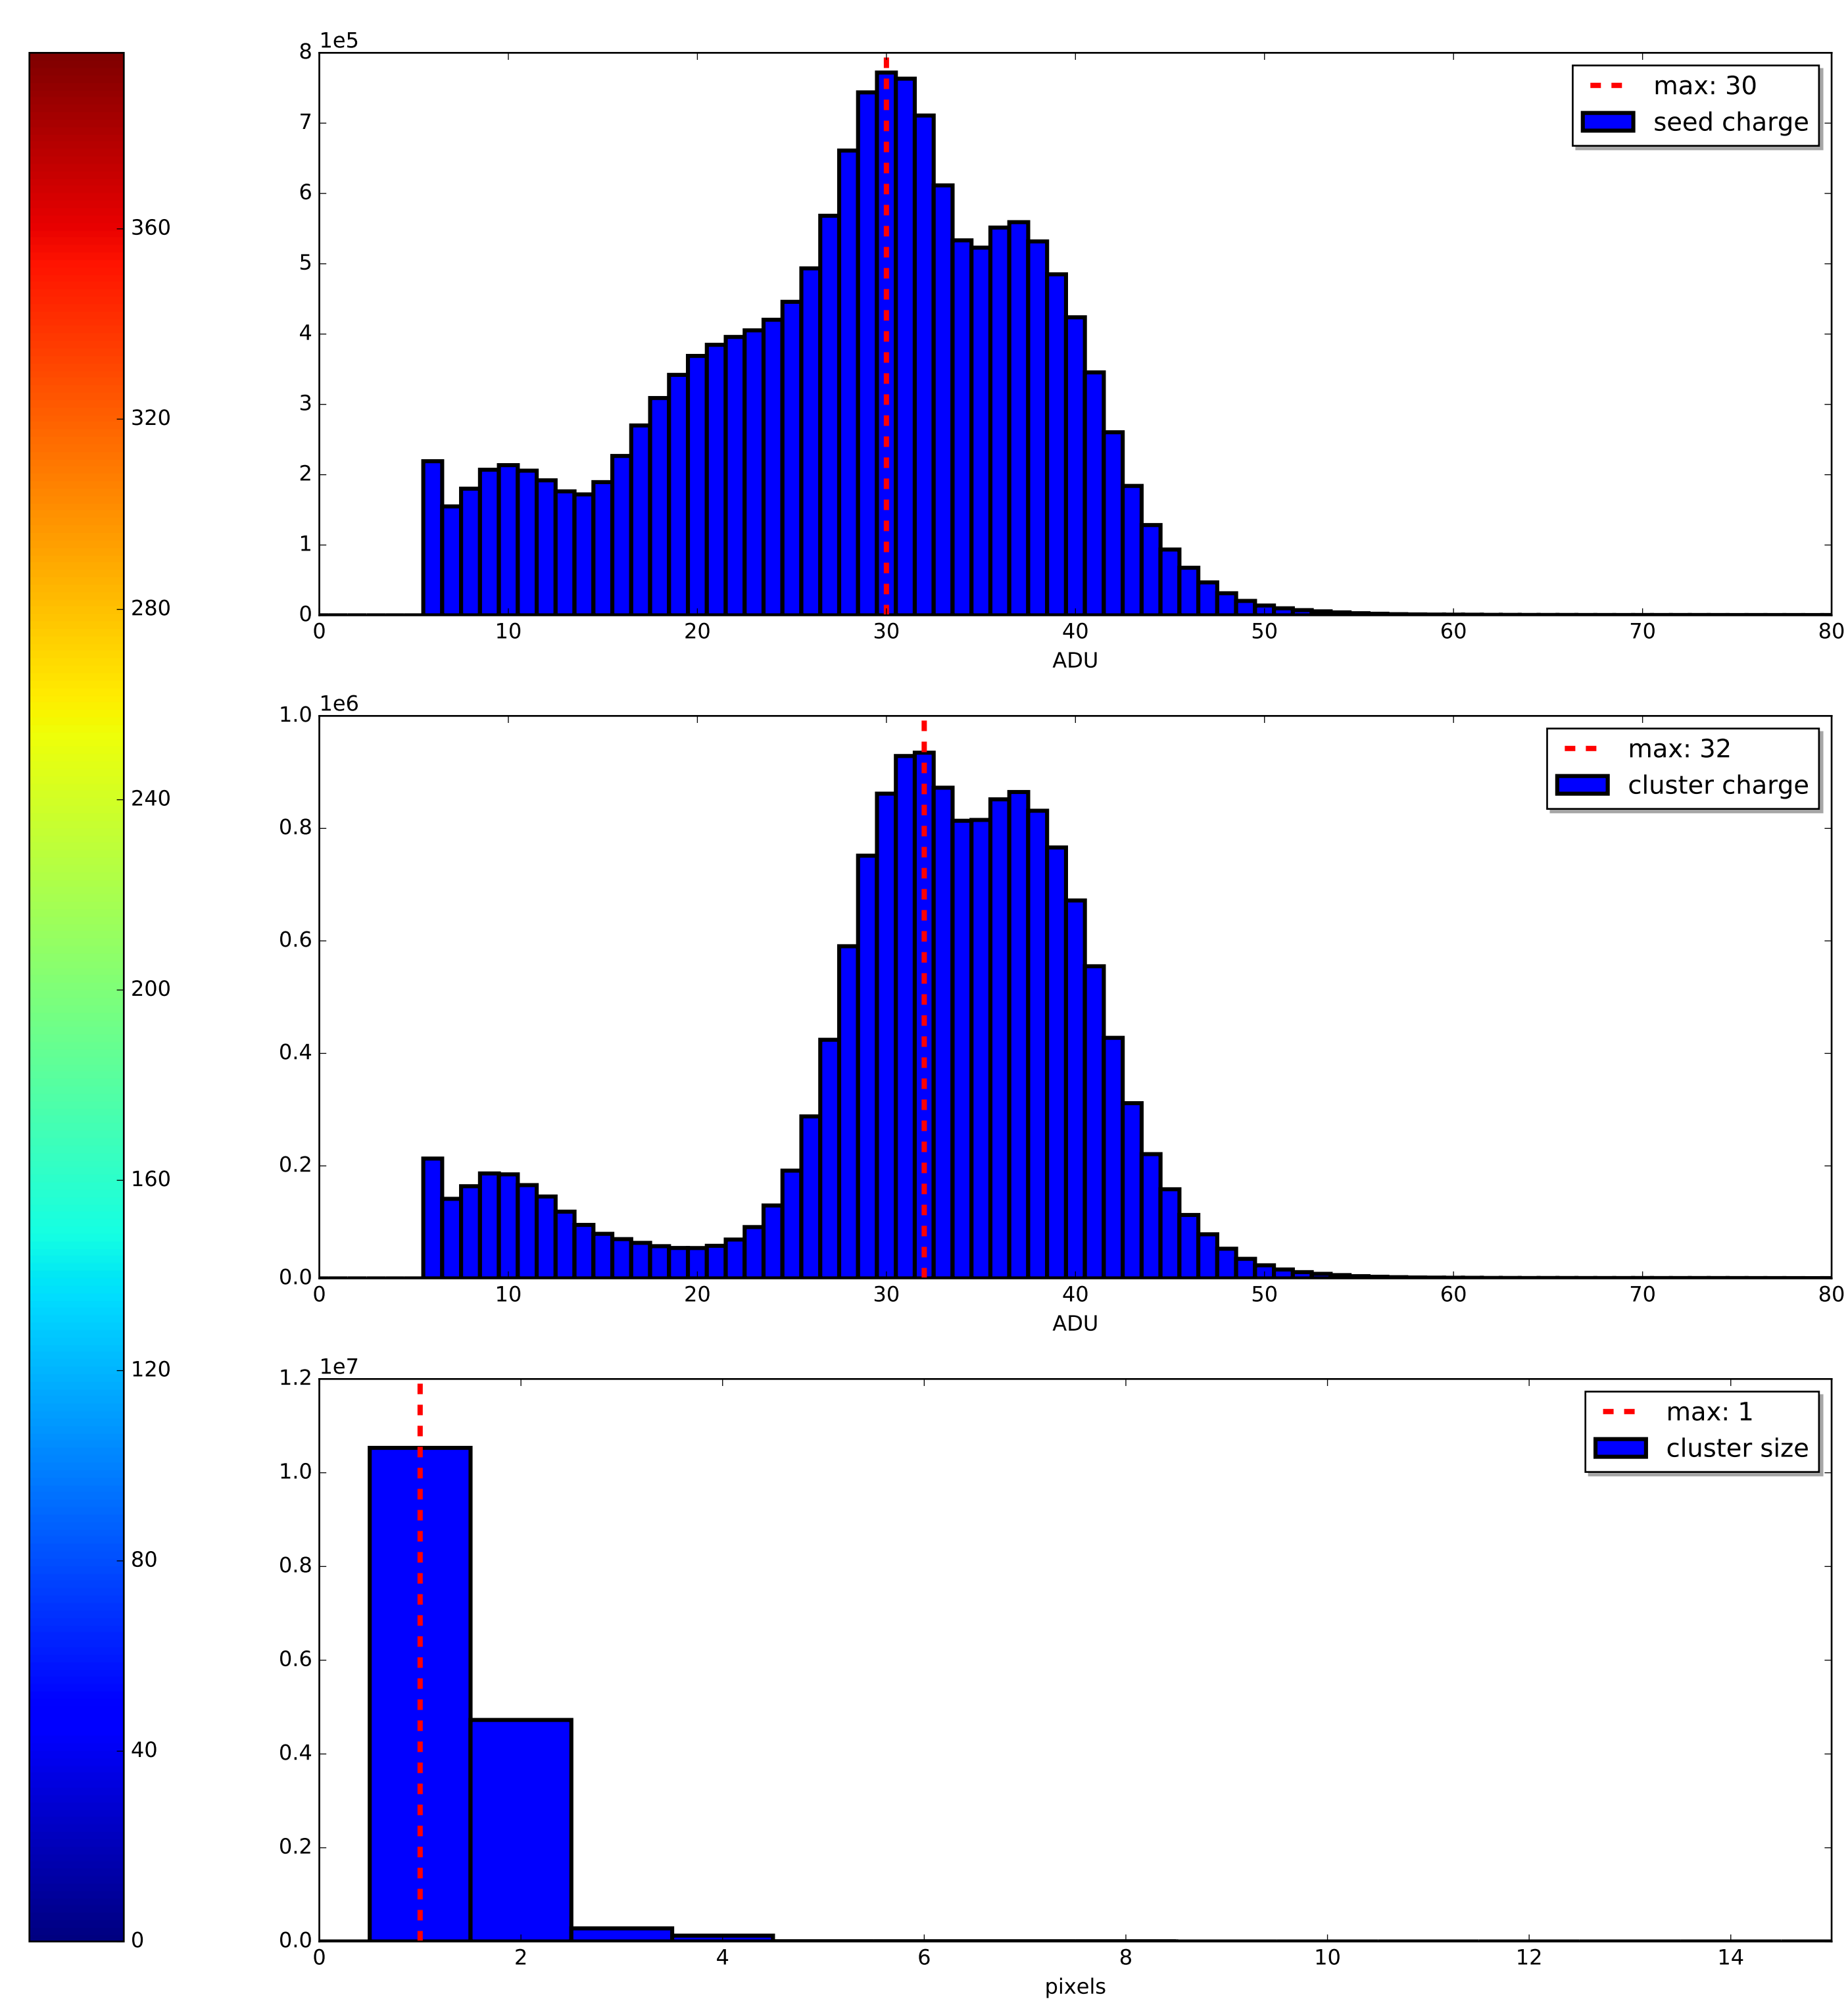 360
320
280
240
200
160
120
80
40
0
1e5
8
7
6
5
4
3
2
1
0
0 10 20 30 40 50 60 70 80
ADU
max: 30
seed charge
1e6
1.0
0.8
0.6
0.4
0.2
0.0
0 10 20 30 40 50 60 70 80
ADU
max: 32
cluster charge
1e7
1.2
1.0
0.8
0.6
0.4
0.2
0.0
0 2 4 6 8 10 12 14
pixels
max: 1
cluster size